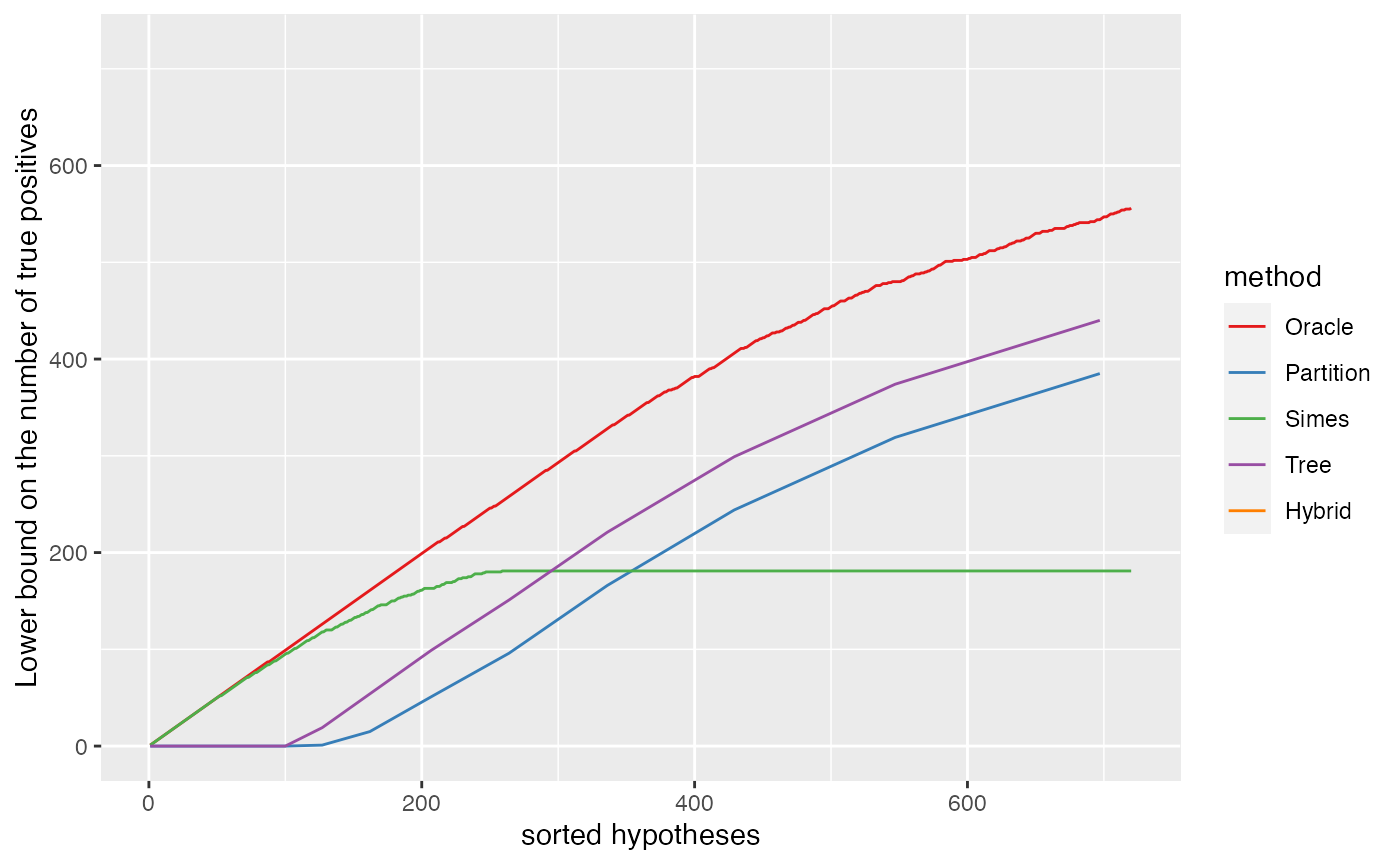 Lower bound on the number of true positives
600
400
200
0
0 200 400 600
sorted hypotheses
method
Oracle
Partition
Simes
Tree
Hybrid